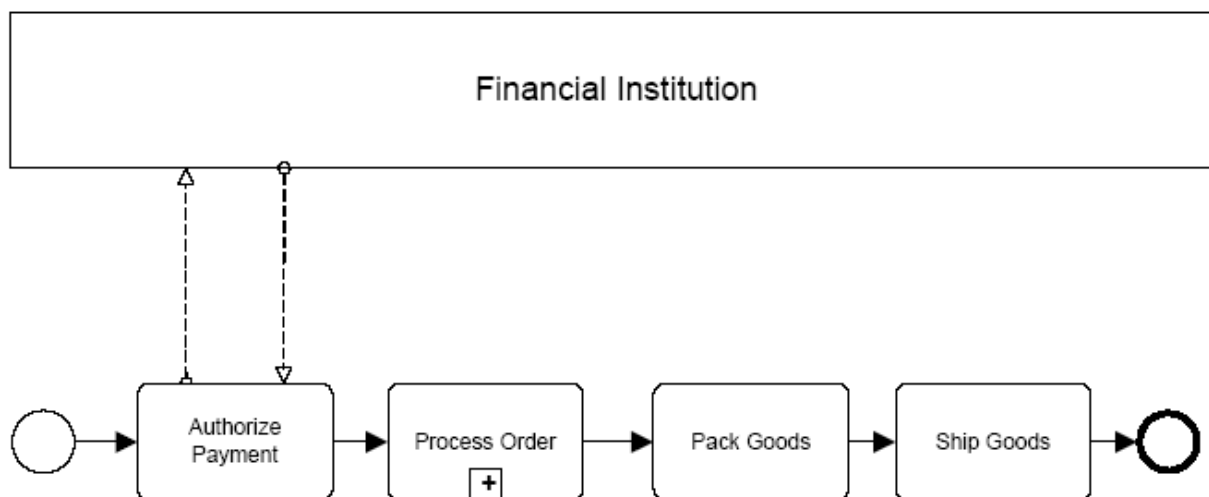 Financial Institution
Authorize
Payment
Process Order
Pack Goods
Ship Goods
+